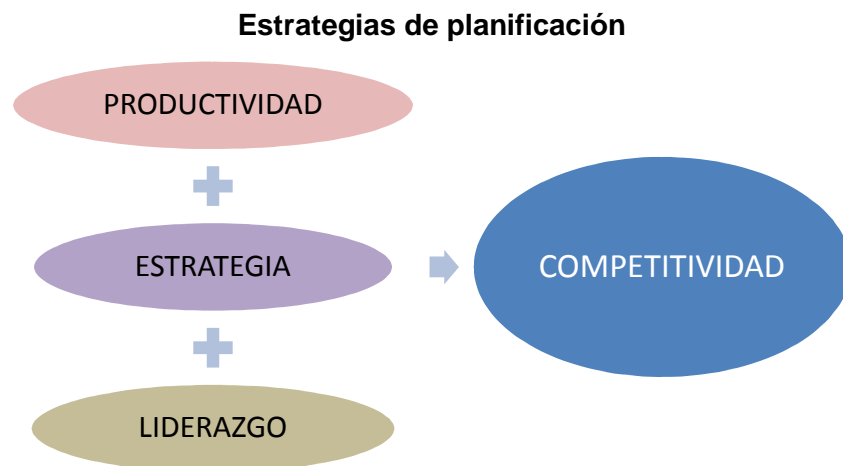 Estrategias de planificación
PRODUCTIVIDAD
ESTRATEGIA
LIDERAZGO
COMPETITIVIDAD